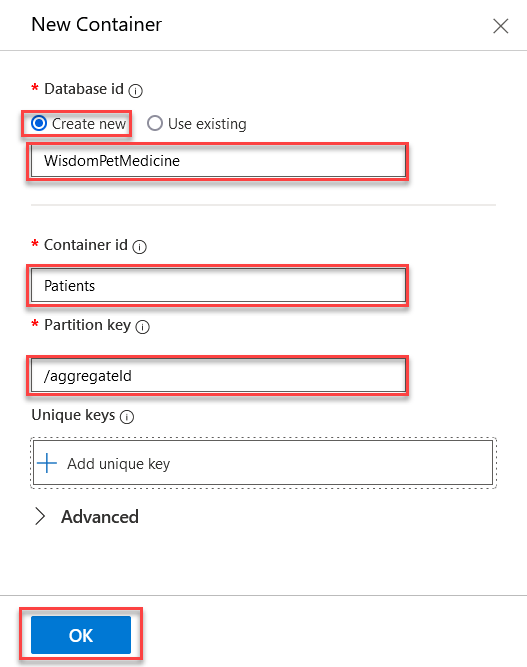 New Container
* Database id
Create new Use existing
WisdomPetMedicine
* Container id
Patients
* Partition key
/aggregateId
Unique keys
Add unique key
Advanced
OK